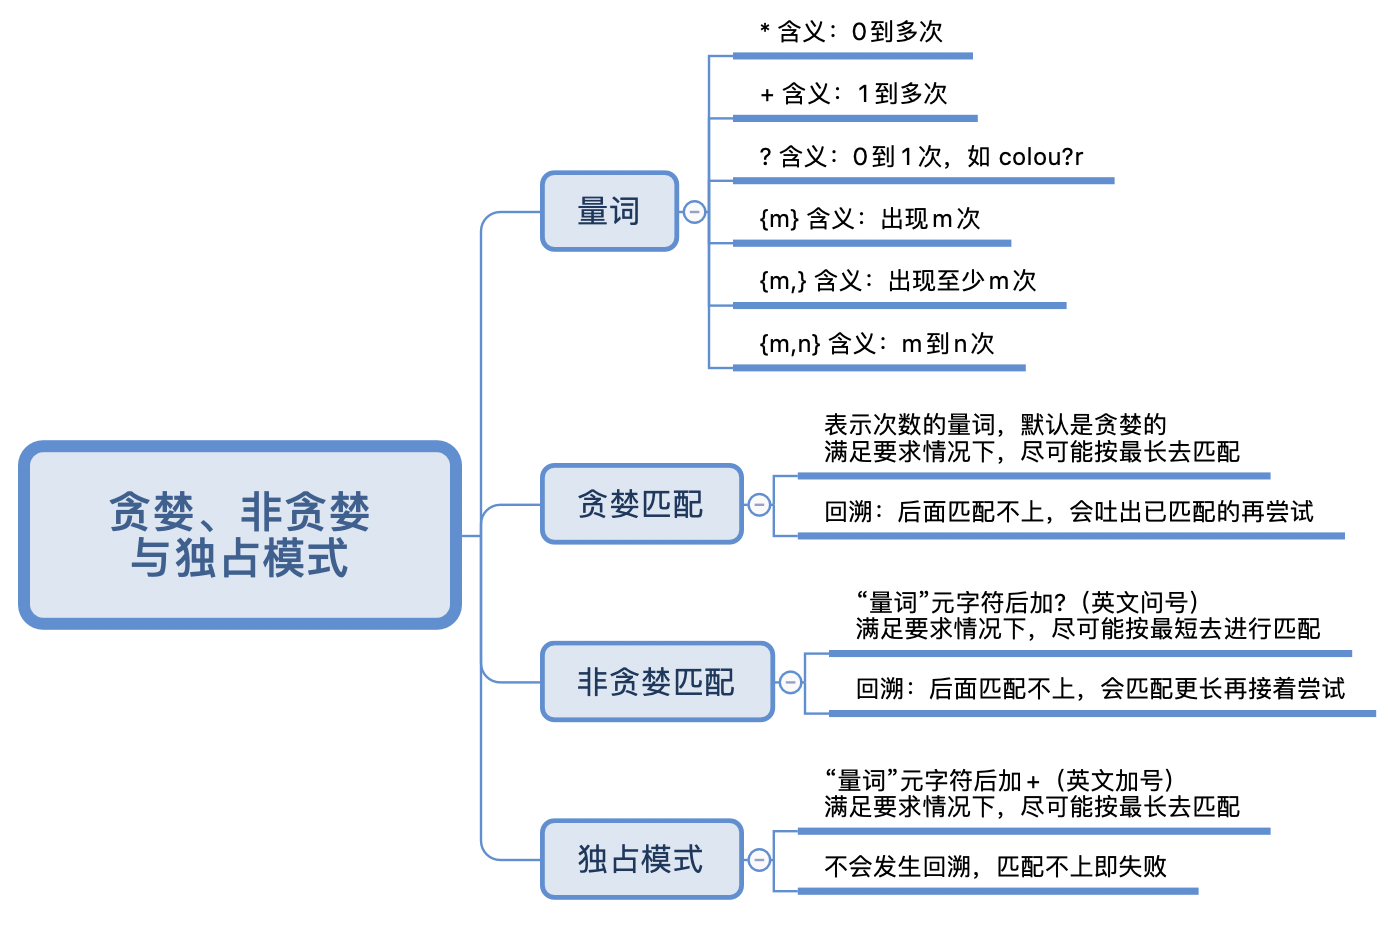 贪婪、非贪婪
与独占模式
量词
* 含义：0到多次
+ 含义：1到多次
? 含义：0到1次，如 colou?r
{m} 含义：出现m次
{m,} 含义：出现至少m次
{m,n} 含义：m到n次
贪婪匹配
表示次数的量词，默认是贪婪的
满足要求情况下，尽可能按最长去匹配
回溯：后面匹配不上，会吐出已匹配的再尝试
非贪婪匹配
“量词”元字符后加?（英文问号）
满足要求情况下，尽可能按最短去进行匹配
回溯：后面匹配不上，会匹配更长再接着尝试
独占模式
“量词”元字符后加+（英文加号）
满足要求情况下，尽可能按最长去匹配
不会发生回溯，匹配不上即失败